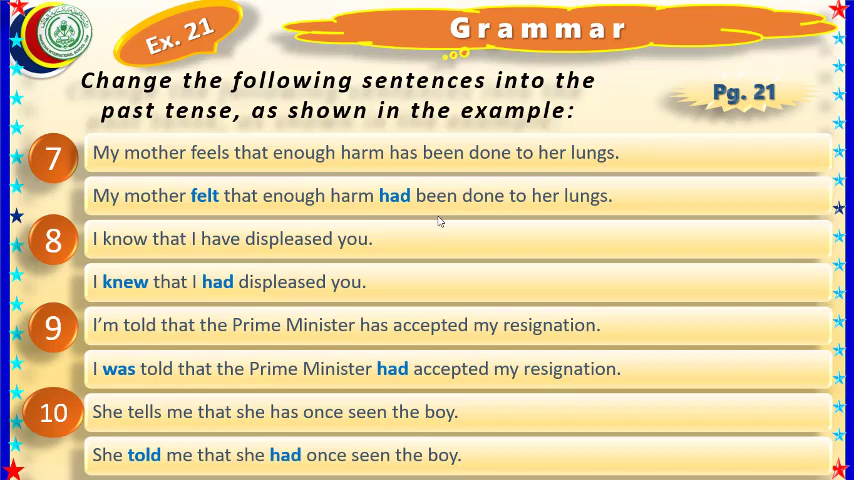 Ex. 21
Grammar
Change the following sentences into the
past tense, as shown in the example:
Pg. 21
7
My mother feels that enough harm has been done to her lungs.
My mother felt that enough harm had been done to her lungs.
8
I know that I have displeased you.
I knew that I had displeased you.
9
I’m told that the Prime Minister has accepted my resignation.
I was told that the Prime Minister had accepted my resignation.
10
She tells me that she has once seen the boy.
She told me that she had once seen the boy.